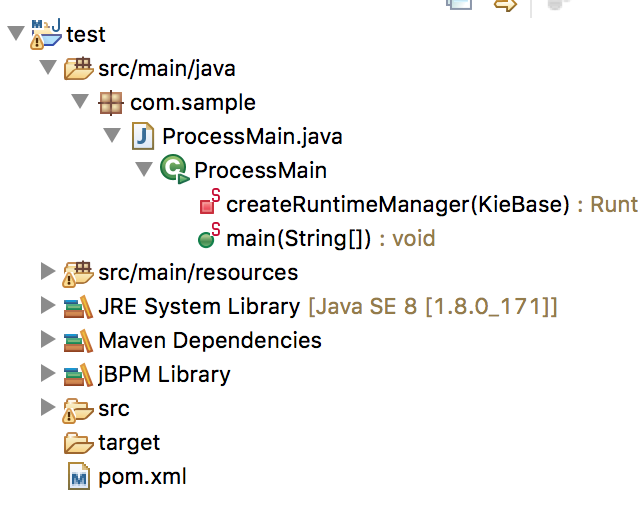 test
src/main/java
com.sample
ProcessMain.java
ProcessMain
createRuntimeManager(KieBase) : Runt
main(String[]) : void
src/main/resources
JRE System Library [Java SE 8 [1.8.0_171]]
Maven Dependencies
jBPM Library
src
target
pom.xml